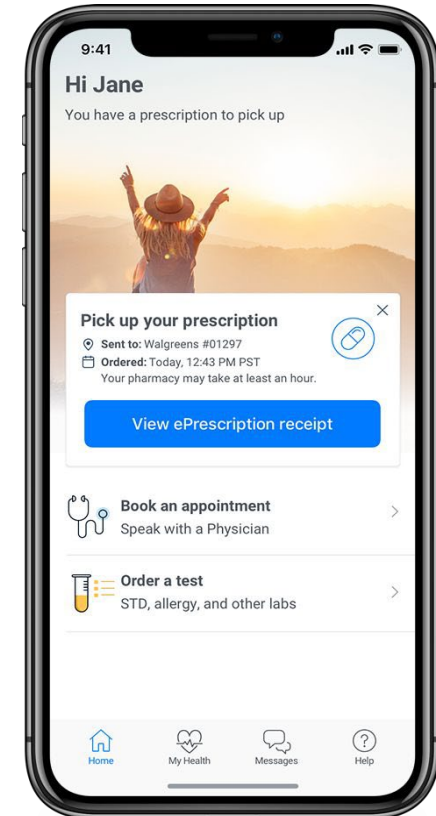 9:41
Hi Jane
You have a prescription to pick up
Pick up your prescription
Sent to: Walgreens #01297
Ordered: Today, 12:43 PM PST
Your pharmacy may take at least an hour.
View ePrescription receipt
Book an appointment
Speak with a Physician
Order a test
STD, allergy, and other labs
Home My Health Messages Help